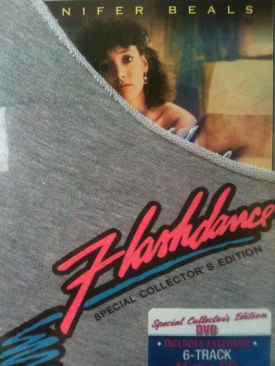 NIFER BEALS
Flashdance
SPECIAL COLLECTOR'S EDITION
Special Collector's Edition
DVD
• INCLUDES EXCLUSIVE •
6-TRACK